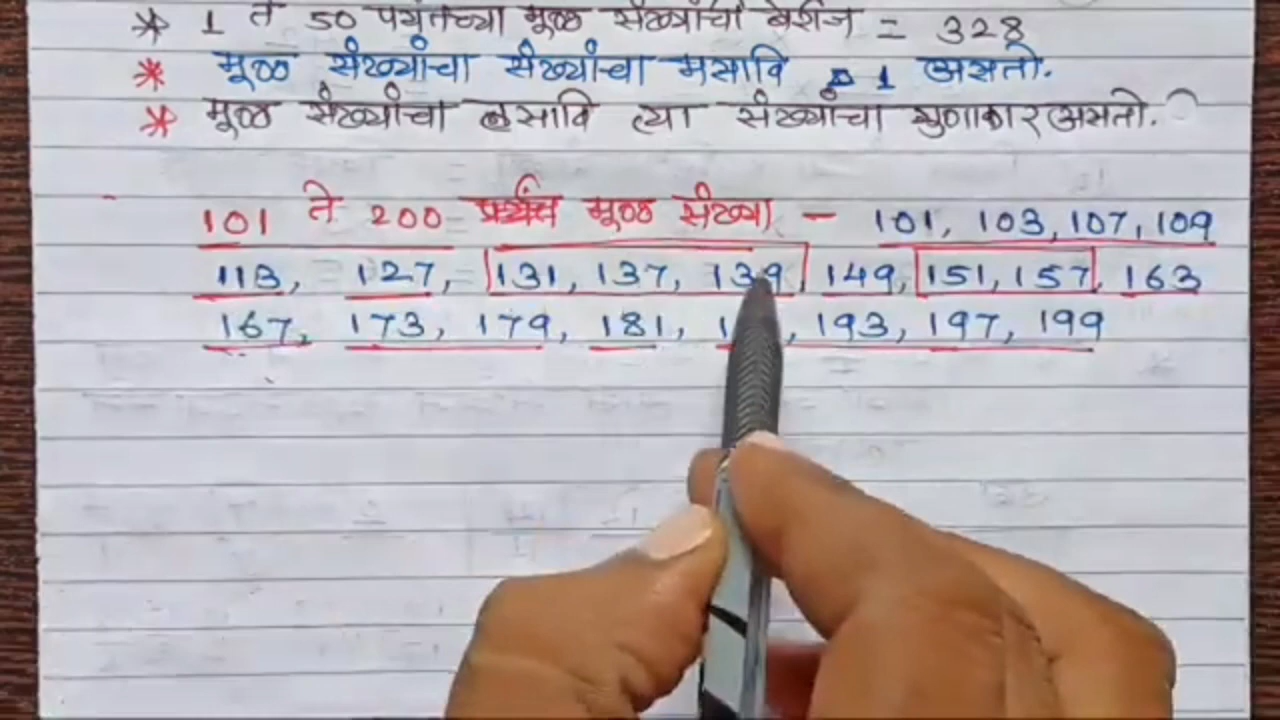 * 1 ते 50 पर्यंतच्या मूळ संख्यांची बेरीज = 328
* मूळ संख्यांचा संख्यांचा मसावि 1 असतो.
* मूळ संख्यांचा लसावि त्या संख्यांचा गुणाकार असतो.
101 ते 200 पर्यंत मूळ संख्या - 101, 103, 107, 109
113, 127, 131, 137, 139, 149, 151, 157, 163
167, 173, 179, 181, 193, 197, 199